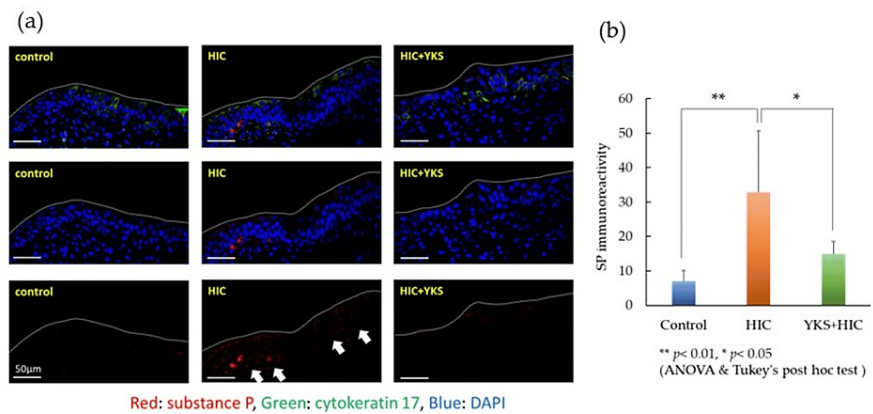 (a)
control
HIC
HIC+YKS
control
HIC
HIC+YKS
control
HIC
HIC+YKS
50μm
Red: substance P, Green: cytokeratin 17, Blue: DAPI
(b)
** *
60
50
40
30
20
10
0
SP immunoreactivity
Control HIC YKS+HIC
** p< 0.01, * p< 0.05
(ANOVA & Tukey's post hoc test )